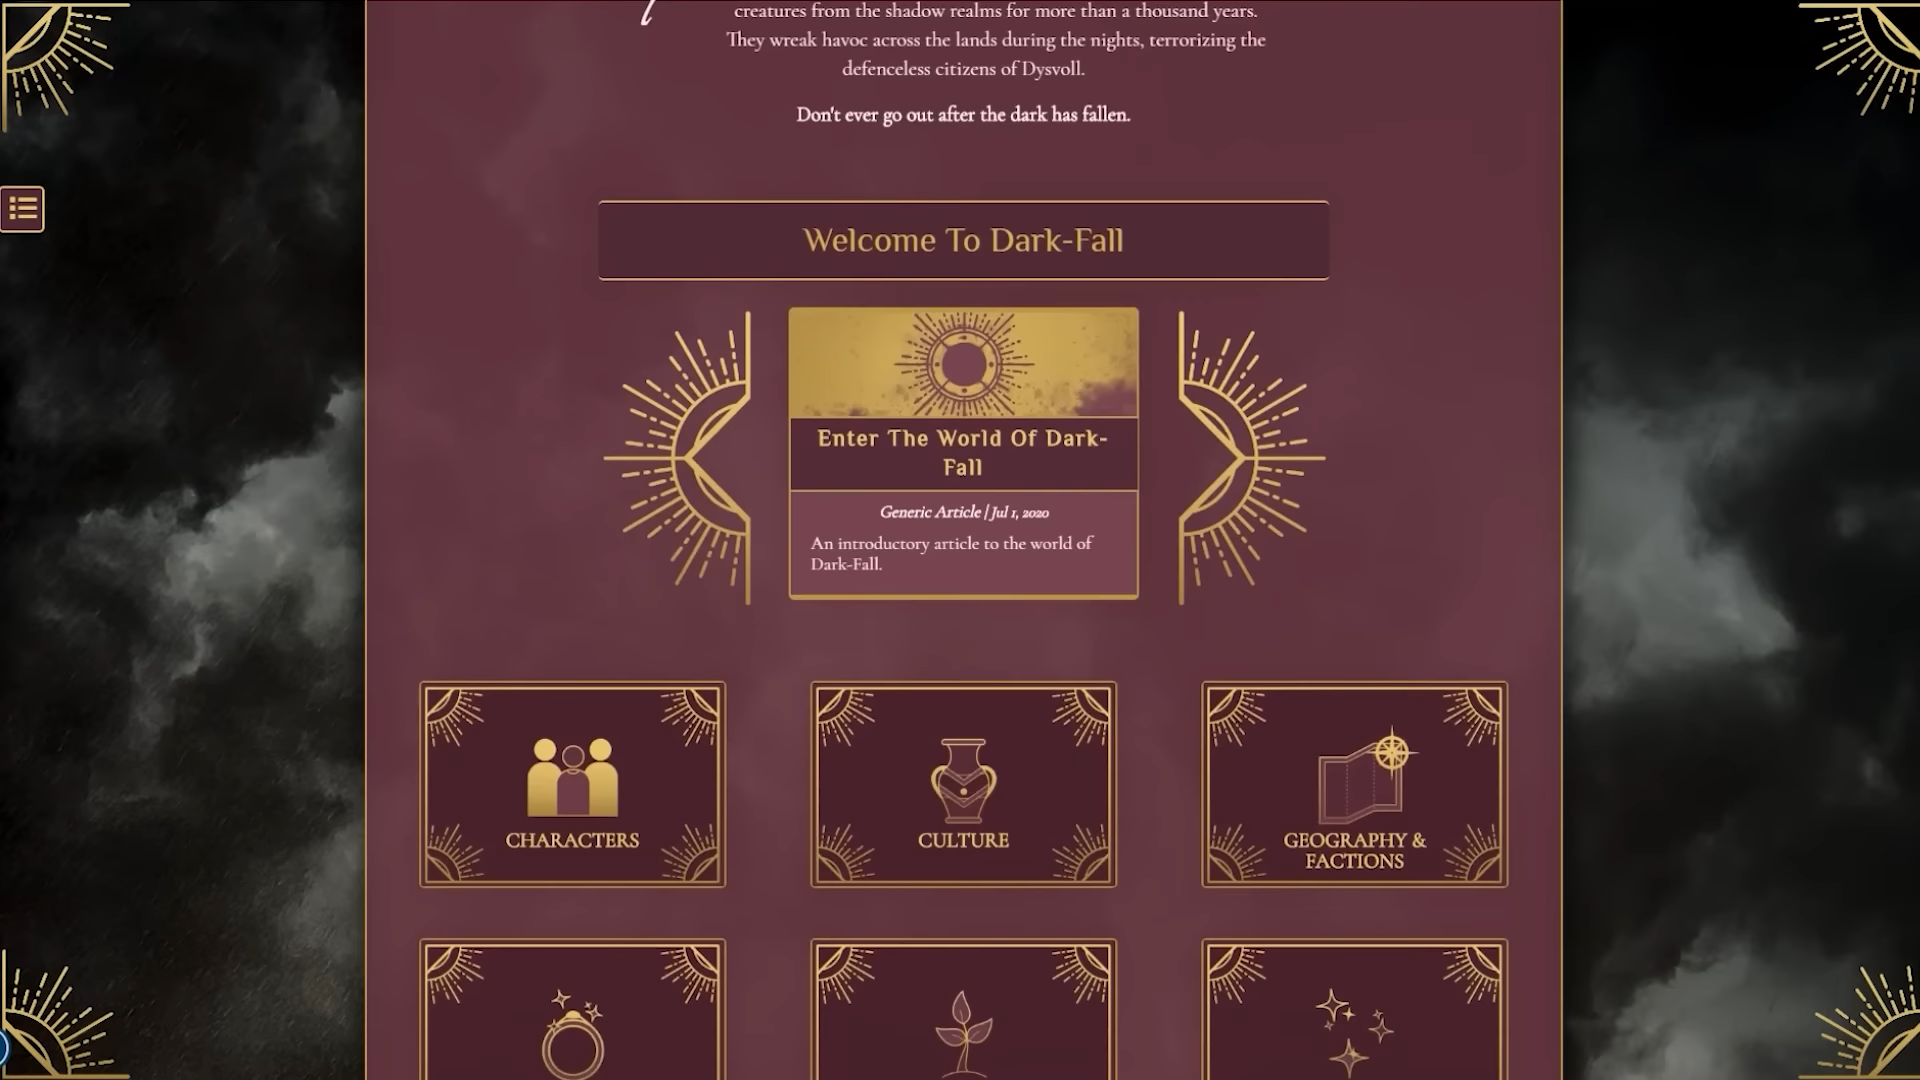 creatures from the shadow realms for more than a thousand years.
They wreak havoc across the lands during the nights, terrorizing the
defenceless citizens of Dysvoll.
Don't ever go out after the dark has fallen.
Welcome To Dark-Fall
Enter The World Of Dark-
Fall
Generic Article | Jul 1, 2020
An introductory article to the world of
Dark-Fall.
CHARACTERS
CULTURE
GEOGRAPHY &
FACTIONS